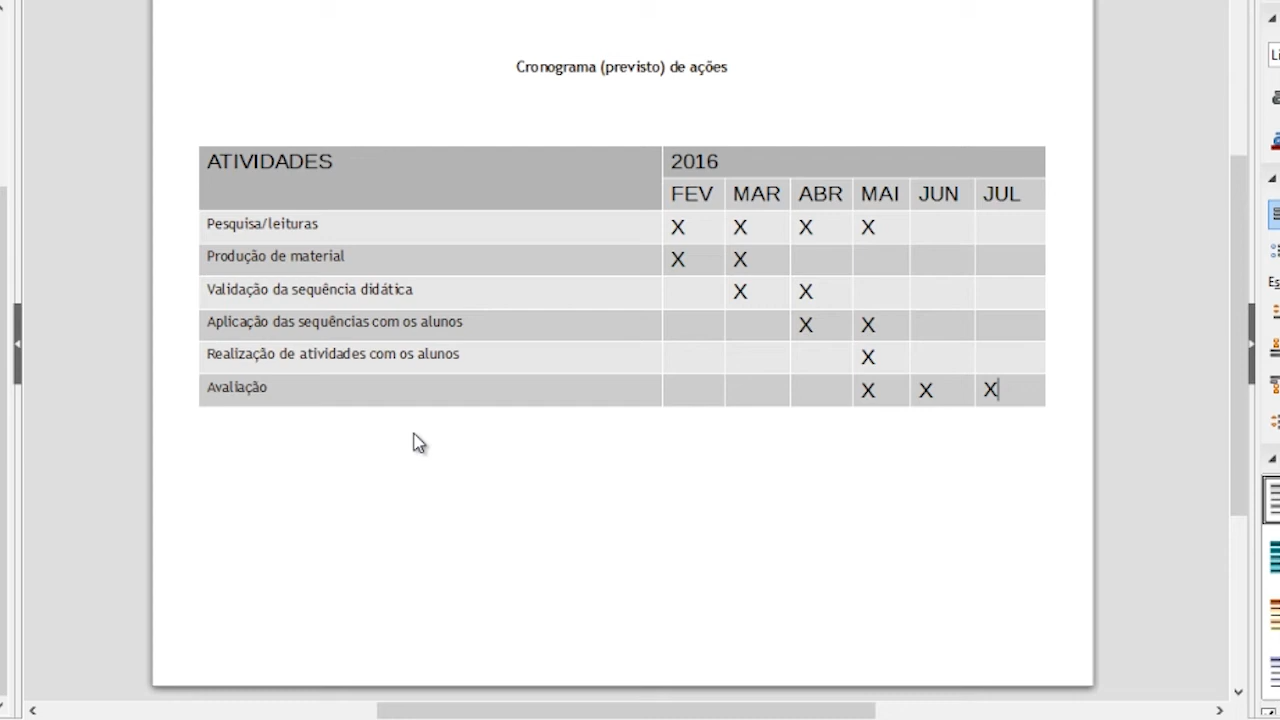 Cronograma (previsto) de ações
ATIVIDADES 2016
FEV MAR ABR MAI JUN JUL
Pesquisa/leituras X X X X
Produção de material X X
Validação da sequência didática X X
Aplicação das sequências com os alunos X X
Realização de atividades com os alunos X
Avaliação X X X